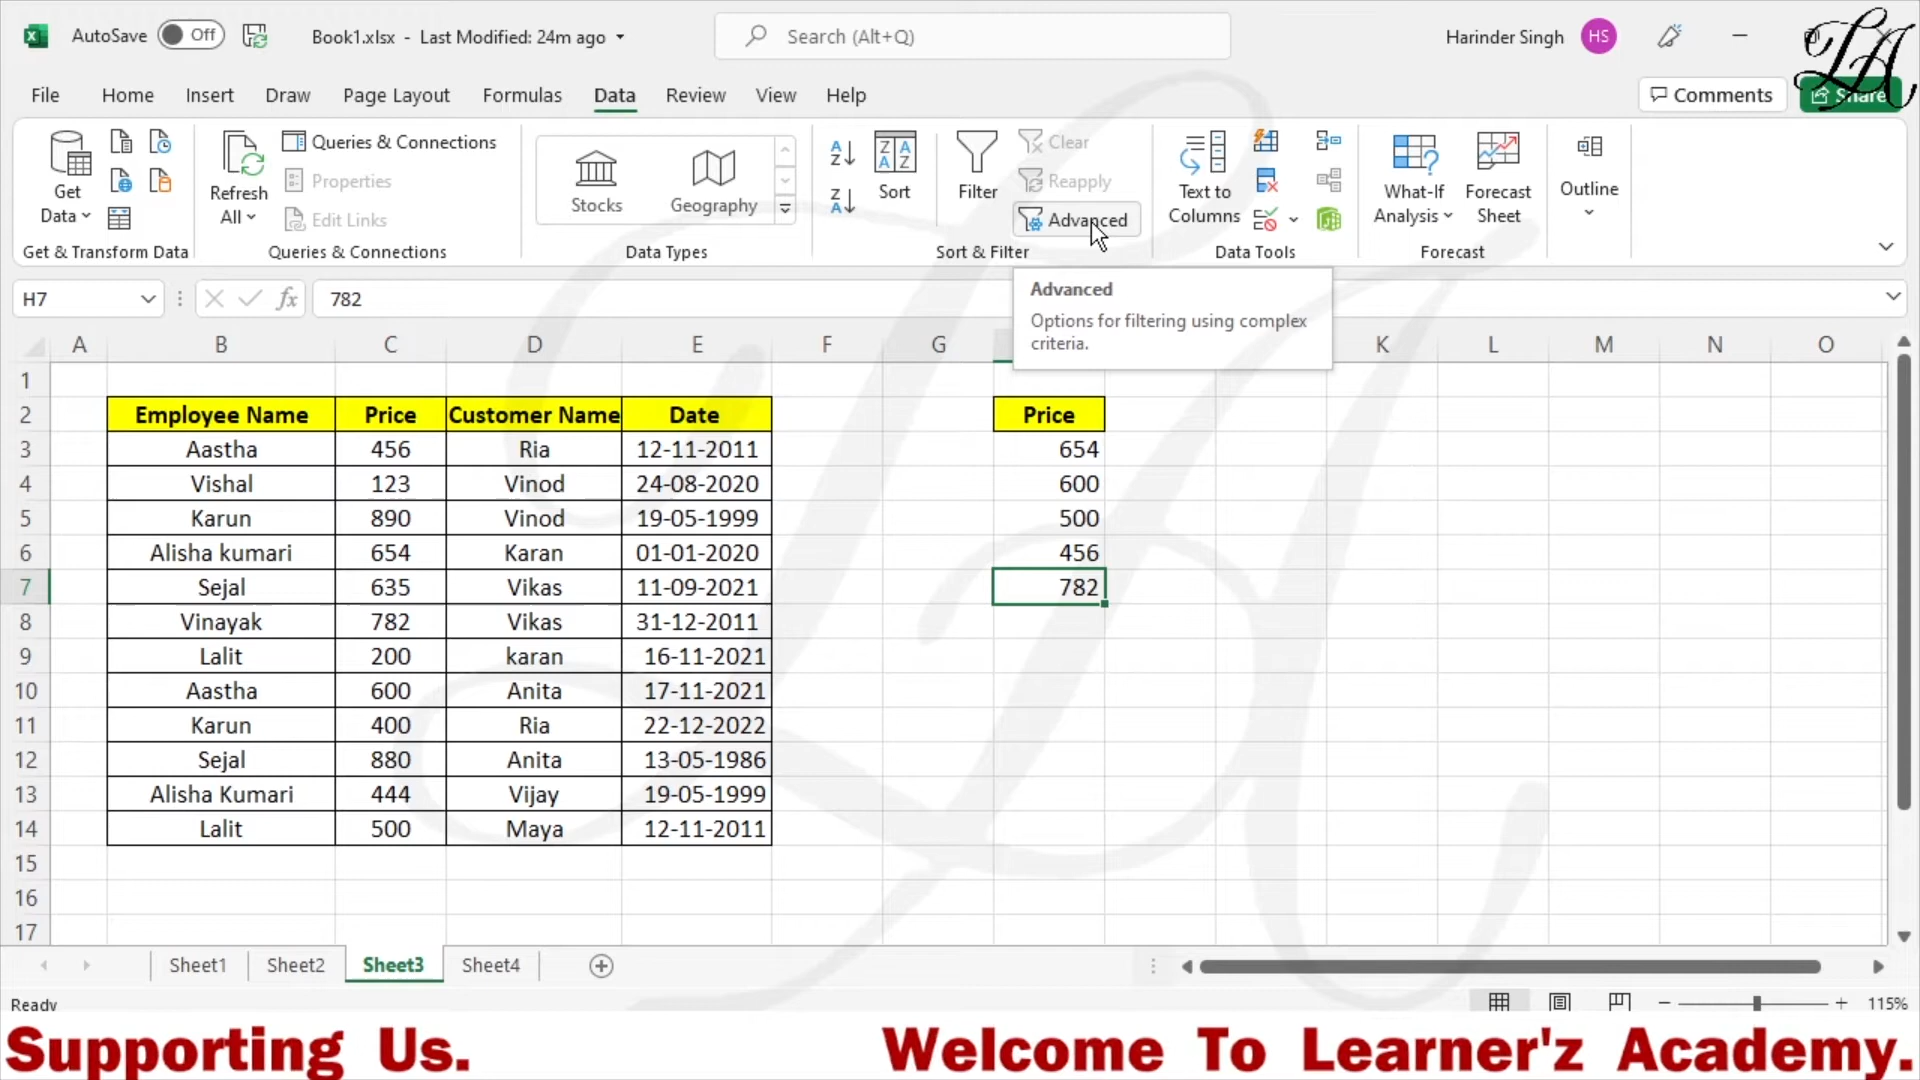 AutoSave Off Book1.xlsx - Last Modified: 24m ago Search (Alt+Q) Harinder Singh HS
File Home Insert Draw Page Layout Formulas Data Review View Help Comments Share
Get Data
Refresh All
Queries & Connections
Properties
Edit Links
Stocks Geography
Sort
Filter
Clear
Reapply
Advanced
Text to Columns
What-If Analysis
Forecast Sheet
Outline
Get & Transform Data Queries & Connections Data Types Sort & Filter Data Tools Forecast
H7 fx 782
Advanced
Options for filtering using complex
criteria.
A B C D E F G K L M N O
1
2 Employee Name Price Customer Name Date Price
3 Aastha 456 Ria 12-11-2011 654
4 Vishal 123 Vinod 24-08-2020 600
5 Karun 890 Vinod 19-05-1999 500
6 Alisha kumari 654 Karan 01-01-2020 456
7 Sejal 635 Vikas 11-09-2021 782
8 Vinayak 782 Vikas 31-12-2011
9 Lalit 200 karan 16-11-2021
10 Aastha 600 Anita 17-11-2021
11 Karun 400 Ria 22-12-2022
12 Sejal 880 Anita 13-05-1986
13 Alisha Kumari 444 Vijay 19-05-1999
14 Lalit 500 Maya 12-11-2011
15
16
17
Sheet1 Sheet2 Sheet3 Sheet4
Ready 115%
Supporting Us. Welcome To Learner'z Academy.
LA